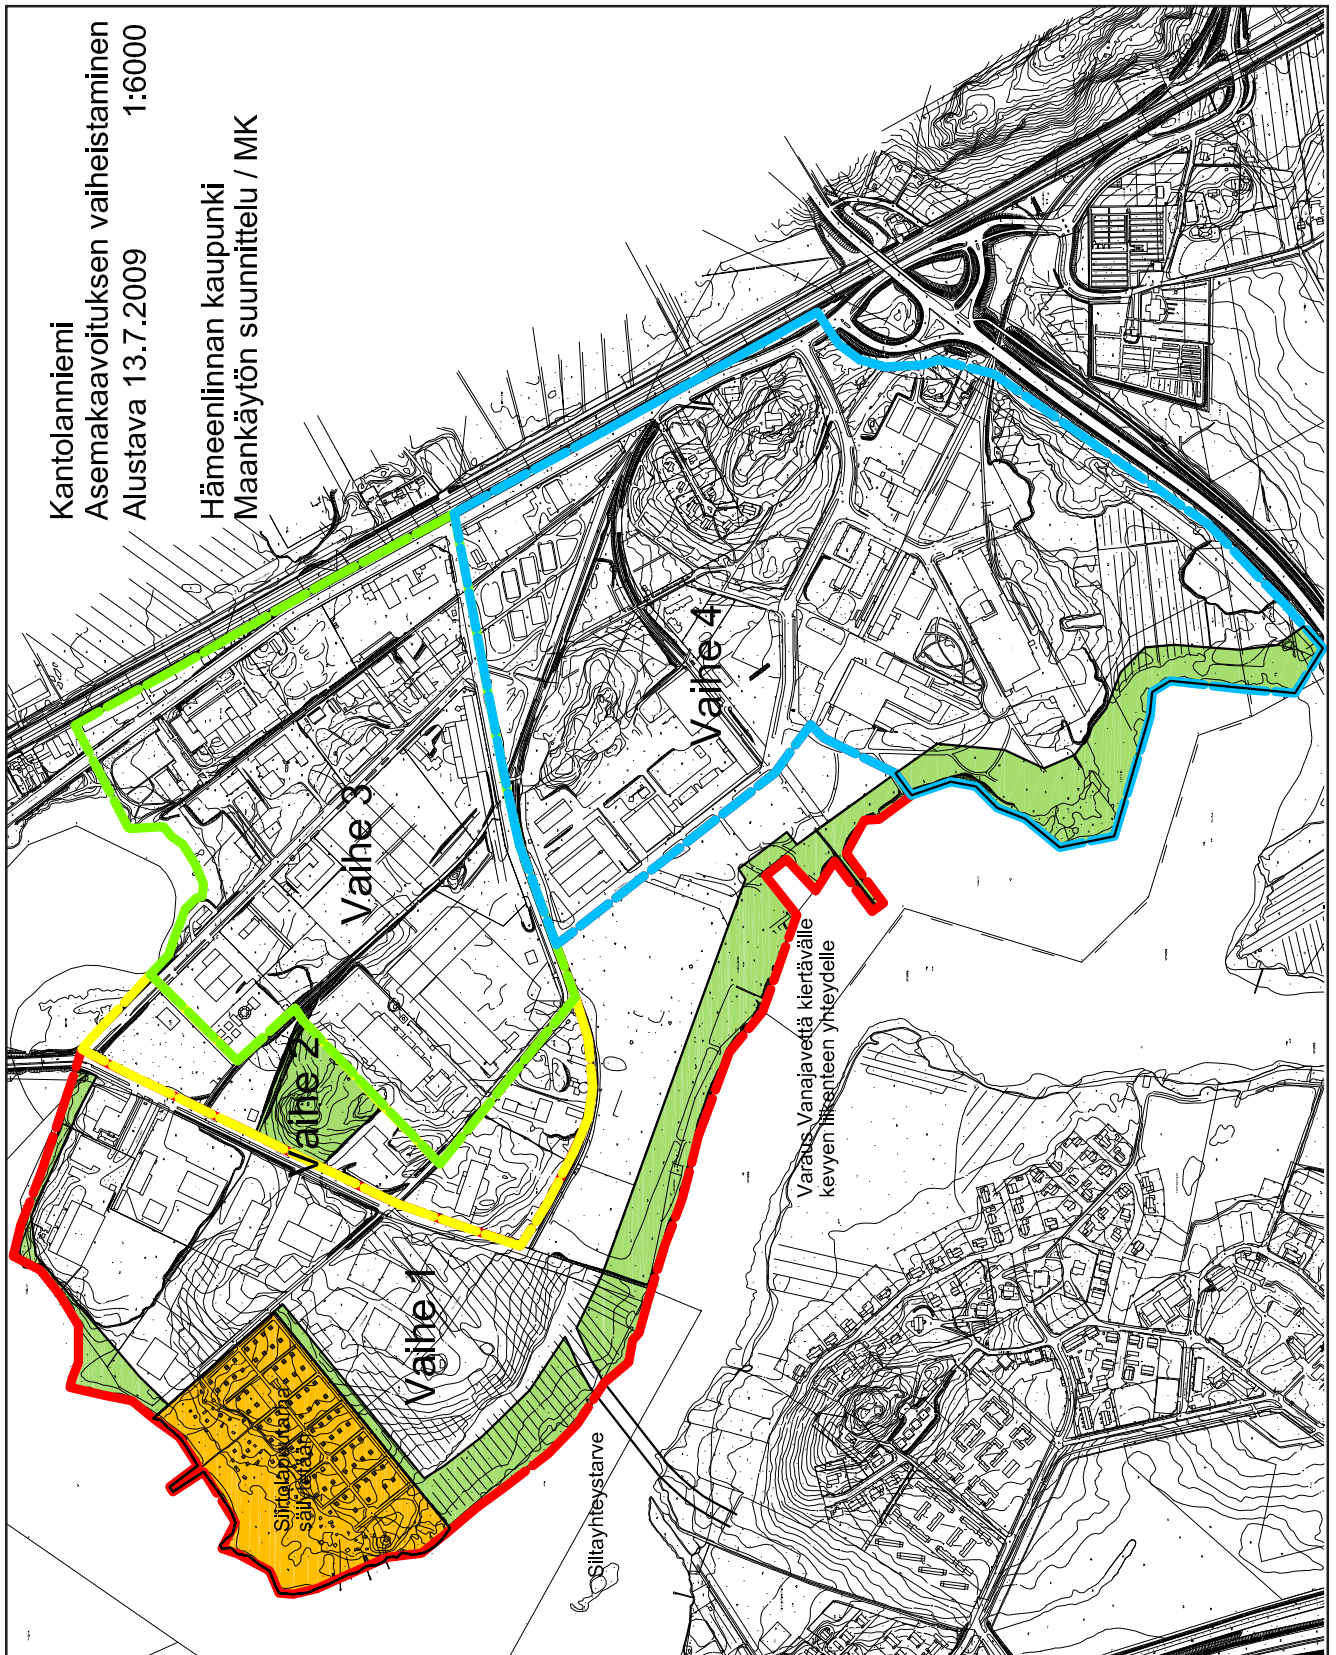 Kantolanniemi
Asemakaavoituksen vaiheistaminen
Alustava 13.7.2009 1:6000
Hämeenlinnan kaupunki
Maankäytön suunnittelu / MK
Vaihe 3
Vaihe 4
Vaihe 2
Vaihe 1
Siirtolapuutarha
säilytetään
Varaus Vanajavettä kiertävälle
kevyen liikenteen yhteydelle
Siltayhteystarve